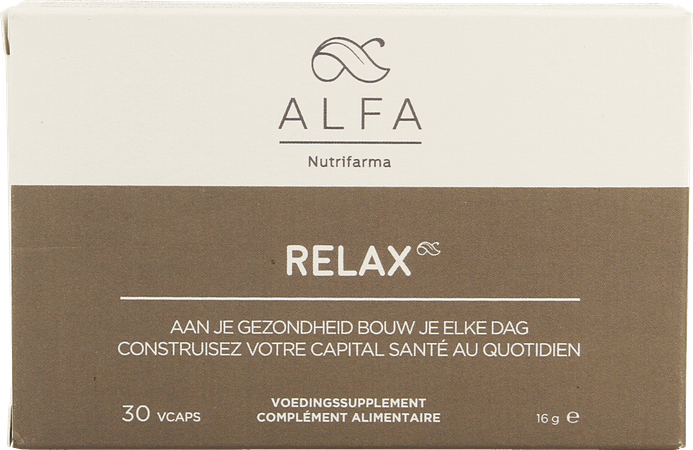 ALFA
Nutrifarma
RELAX
AAN JE GEZONDHEID BOUW JE ELKE DAG
CONSTRUISEZ VOTRE CAPITAL SANTÉ AU QUOTIDIEN
VOEDINGSSUPPLEMENT
30 VCAPS COMPLÉMENT ALIMENTAIRE 16 g ℮